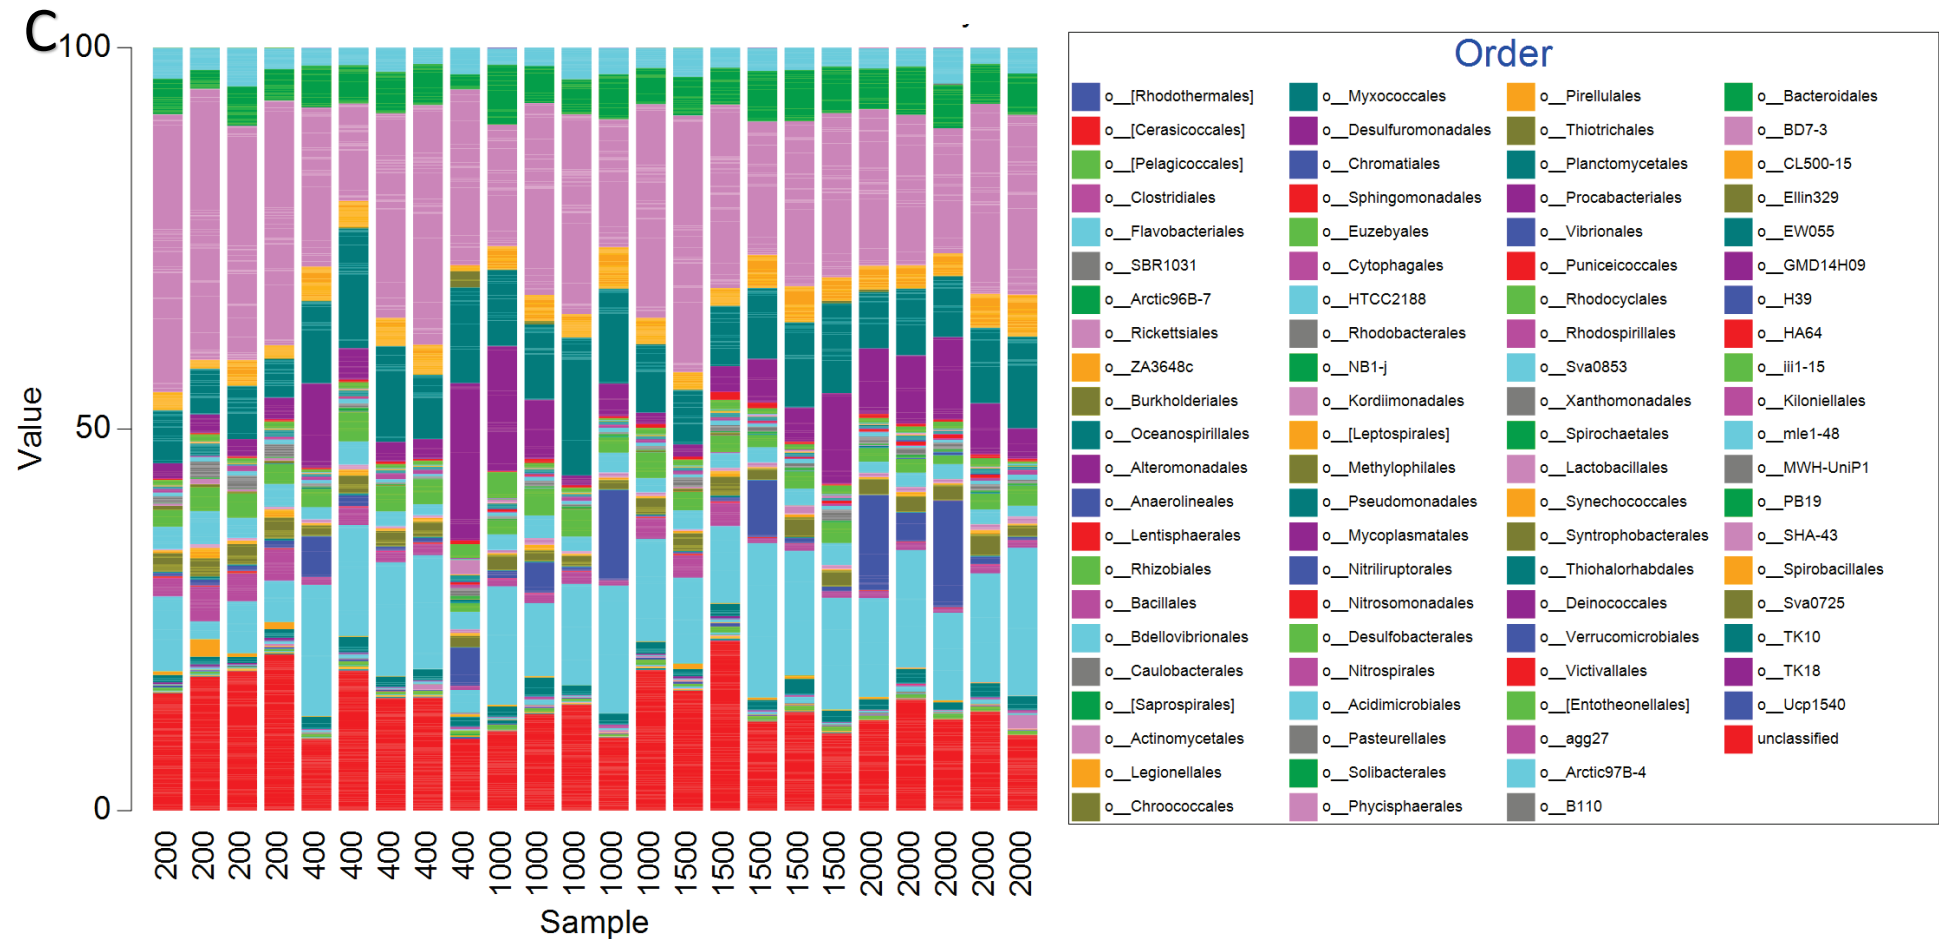 C
100
50
0
Value
200 200 200 200 400 400 400 400 400 1000 1000 1000 1000 1000 1500 1500 1500 1500 1500 2000 2000 2000 2000 2000
Sample
Order
o__[Rhodothermales]
o__[Cerasicoccales]
o__[Pelagicoccales]
o__Clostridiales
o__Flavobacteriales
o__SBR1031
o__Arctic96B-7
o__Rickettsiales
o__ZA3648c
o__Burkholderiales
o__Oceanospirillales
o__Alteromonadales
o__Anaerolineales
o__Lentisphaerales
o__Rhizobiales
o__Bacillales
o__Bdellovibrionales
o__Caulobacterales
o__[Saprospirales]
o__Actinomycetales
o__Legionellales
o__Chroococcales
o__Myxococcales
o__Desulfuromonadales
o__Chromatiales
o__Sphingomonadales
o__Euzebyales
o__Cytophagales
o__HTCC2188
o__Rhodobacterales
o__NB1-j
o__Kordiimonadales
o__[Leptospirales]
o__Methylophilales
o__Pseudomonadales
o__Mycoplasmatales
o__Nitriliruptorales
o__Nitrosomonadales
o__Desulfobacterales
o__Nitrospirales
o__Acidimicrobiales
o__Pasteurellales
o__Solibacterales
o__Phycisphaerales
o__Pirellulales
o__Thiotrichales
o__Planctomycetales
o__Procabacteriales
o__Vibrionales
o__Puniceicoccales
o__Rhodocyclales
o__Rhodospirillales
o__Sva0853
o__Xanthomonadales
o__Spirochaetales
o__Lactobacillales
o__Synechococcales
o__Syntrophobacterales
o__Thiohalorhabdales
o__Deinococcales
o__Verrucomicrobiales
o__Victivallales
o__[Entotheonellales]
o__agg27
o__Arctic97B-4
o__B110
o__Bacteroidales
o__BD7-3
o__CL500-15
o__Ellin329
o__EW055
o__GMD14H09
o__H39
o__HA64
o__iii1-15
o__Kiloniellales
o__mle1-48
o__MWH-UniP1
o__PB19
o__SHA-43
o__Spirobacillales
o__Sva0725
o__TK10
o__TK18
o__Ucp1540
unclassified